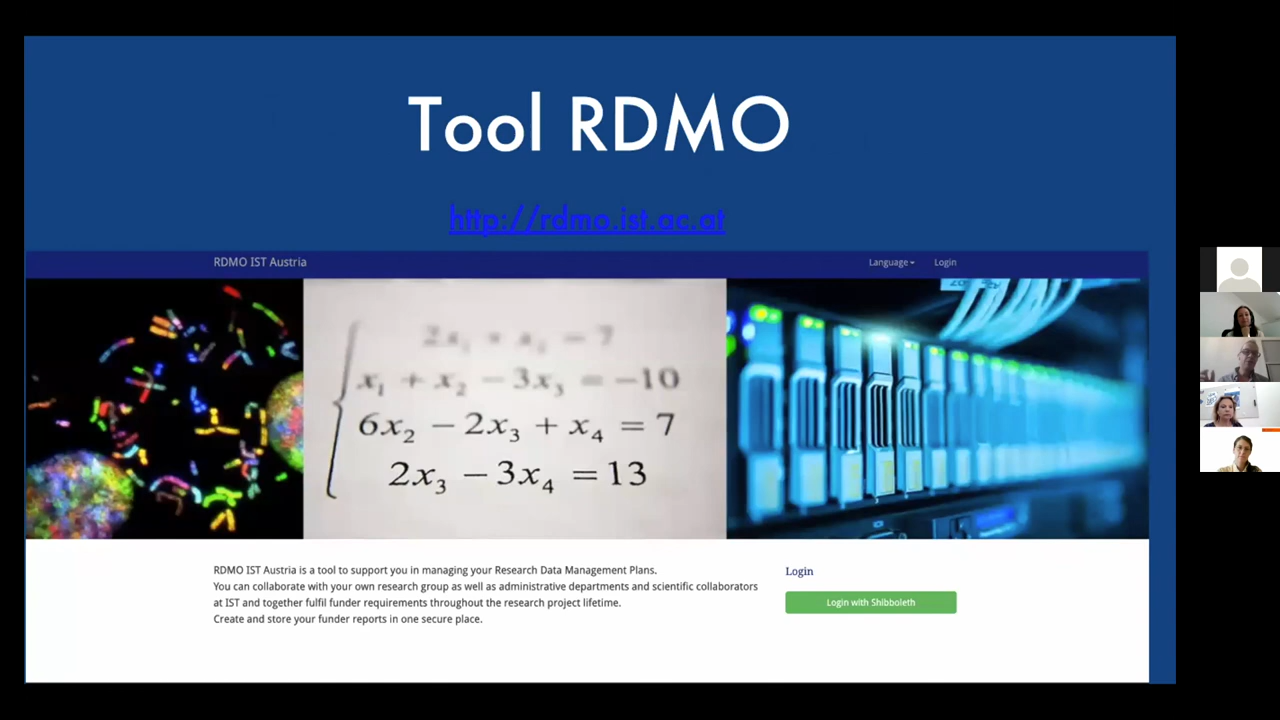 Tool RDMO
http://rdmo.ist.ac.at
RDMO IST Austria
Language
Login
x₁ + x₂ − 3x₃ = −10
6x₂ − 2x₃ + x₄ = 7
2x₃ − 3x₄ = 13
RDMO IST Austria is a tool to support you in managing your Research Data Management Plans.
You can collaborate with your own research group as well as administrative departments and scientific collaborators
at IST and together fulfil funder requirements throughout the research project lifetime.
Create and store your funder reports in one secure place.
Login
Login with Shibboleth